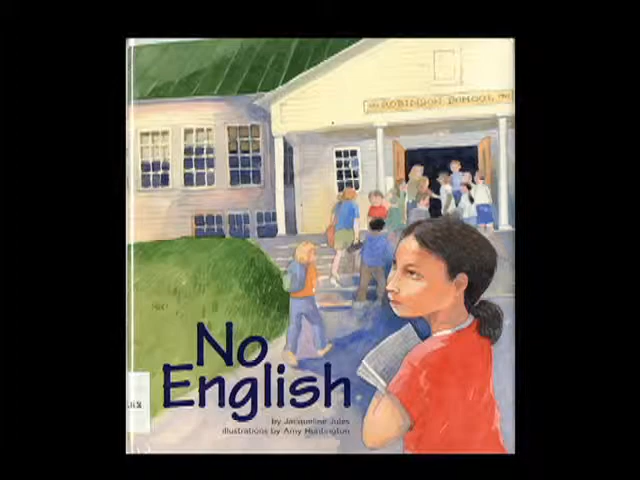 ROBINSON SCHOOL
No
English
by Jacqueline Jules
illustrations by Amy Huntington